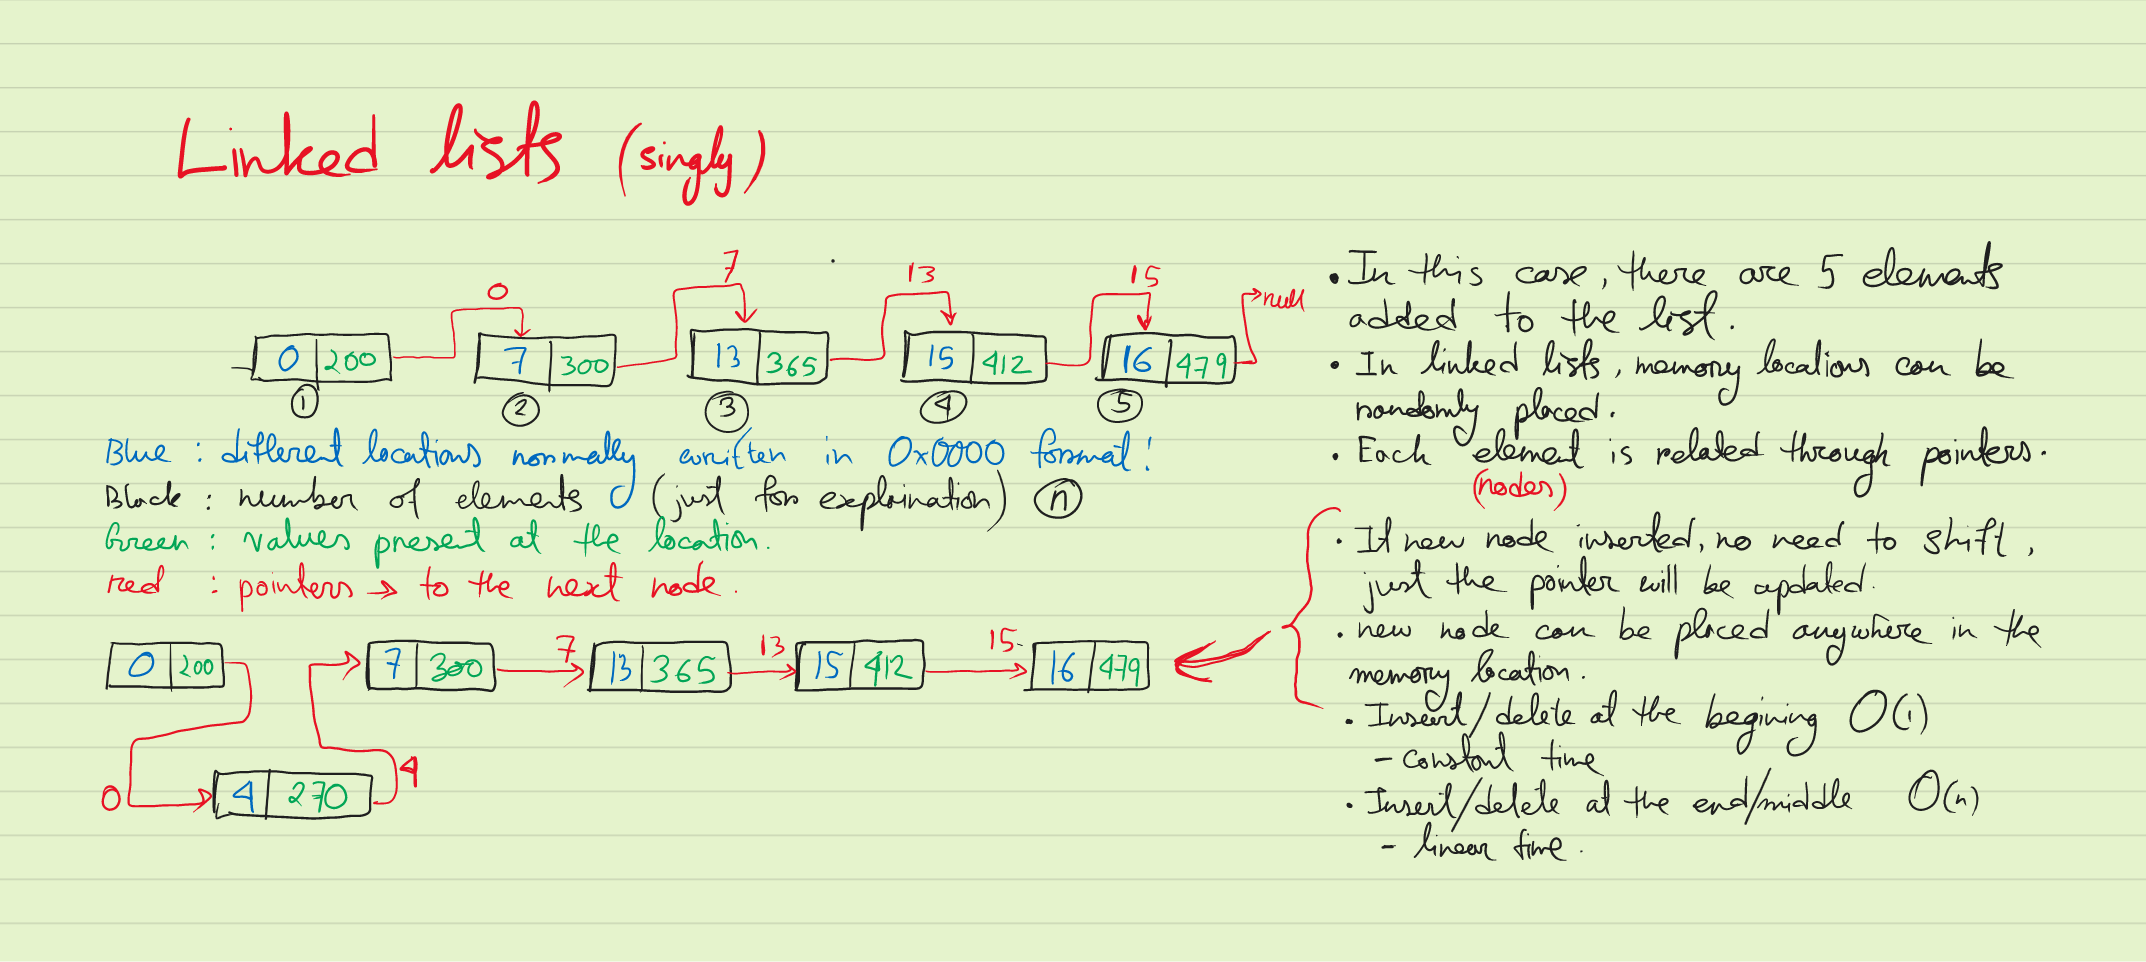 Linked lists (singly)
0 7 13 15 null
0 200 7 300 13 365 15 412 16 479
1 2 3 4 5
Blue : different locations normally written in 0x0000 format!
Black : number of elements (just for explaination) n
Green : values present at the location.
red : pointers → to the next node.
7 13 15
0 200 7 300 13 365 15 412 16 479
0 4 270 4
• In this case, there are 5 elements
added to the list.
• In linked lists, memory locations can be
randomly placed.
• Each element is related through pointers.
(nodes)
• If new node inserted, no need to shift,
just the pointer will be updated.
• new node can be placed anywhere in the
memory location.
• Insert/delete at the begining O(1)
- constant time
• Insert/delete at the end/middle O(n)
- linear time.